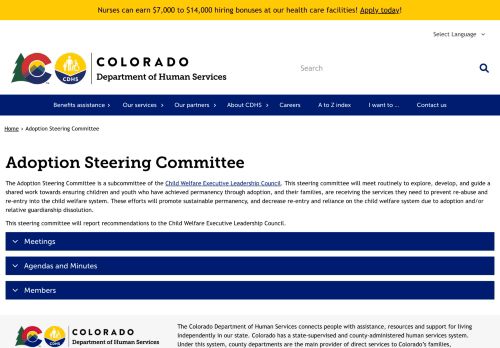 Nurses can earn $7,000 to $14,000 hiring bonuses at our health care facilities! Apply today!
Select Language
COLORADO
Department of Human Services
CDHS
Search
Benefits assistance
Our services
Our partners
About CDHS
Careers
A to Z index
I want to ...
Contact us
Home › Adoption Steering Committee
Adoption Steering Committee
The Adoption Steering Committee is a subcommittee of the Child Welfare Executive Leadership Council. This steering committee will meet routinely to explore, develop, and guide a
shared work towards ensuring children and youth who have achieved permanency through adoption, and their families, are receiving the services they need to prevent re-abuse and
re-entry into the child welfare system. These efforts will promote sustainable permanency, and decrease re-entry and reliance on the child welfare system due to adoption and/or
relative guardianship dissolution.
This steering committee will report recommendations to the Child Welfare Executive Leadership Council.
Meetings
Agendas and Minutes
Members
CDHS
COLORADO
Department of Human Services
The Colorado Department of Human Services connects people with assistance, resources and support for living
independently in our state. Colorado has a state-supervised and county-administered human services system.
Under this system, county departments are the main provider of direct services to Colorado's families,